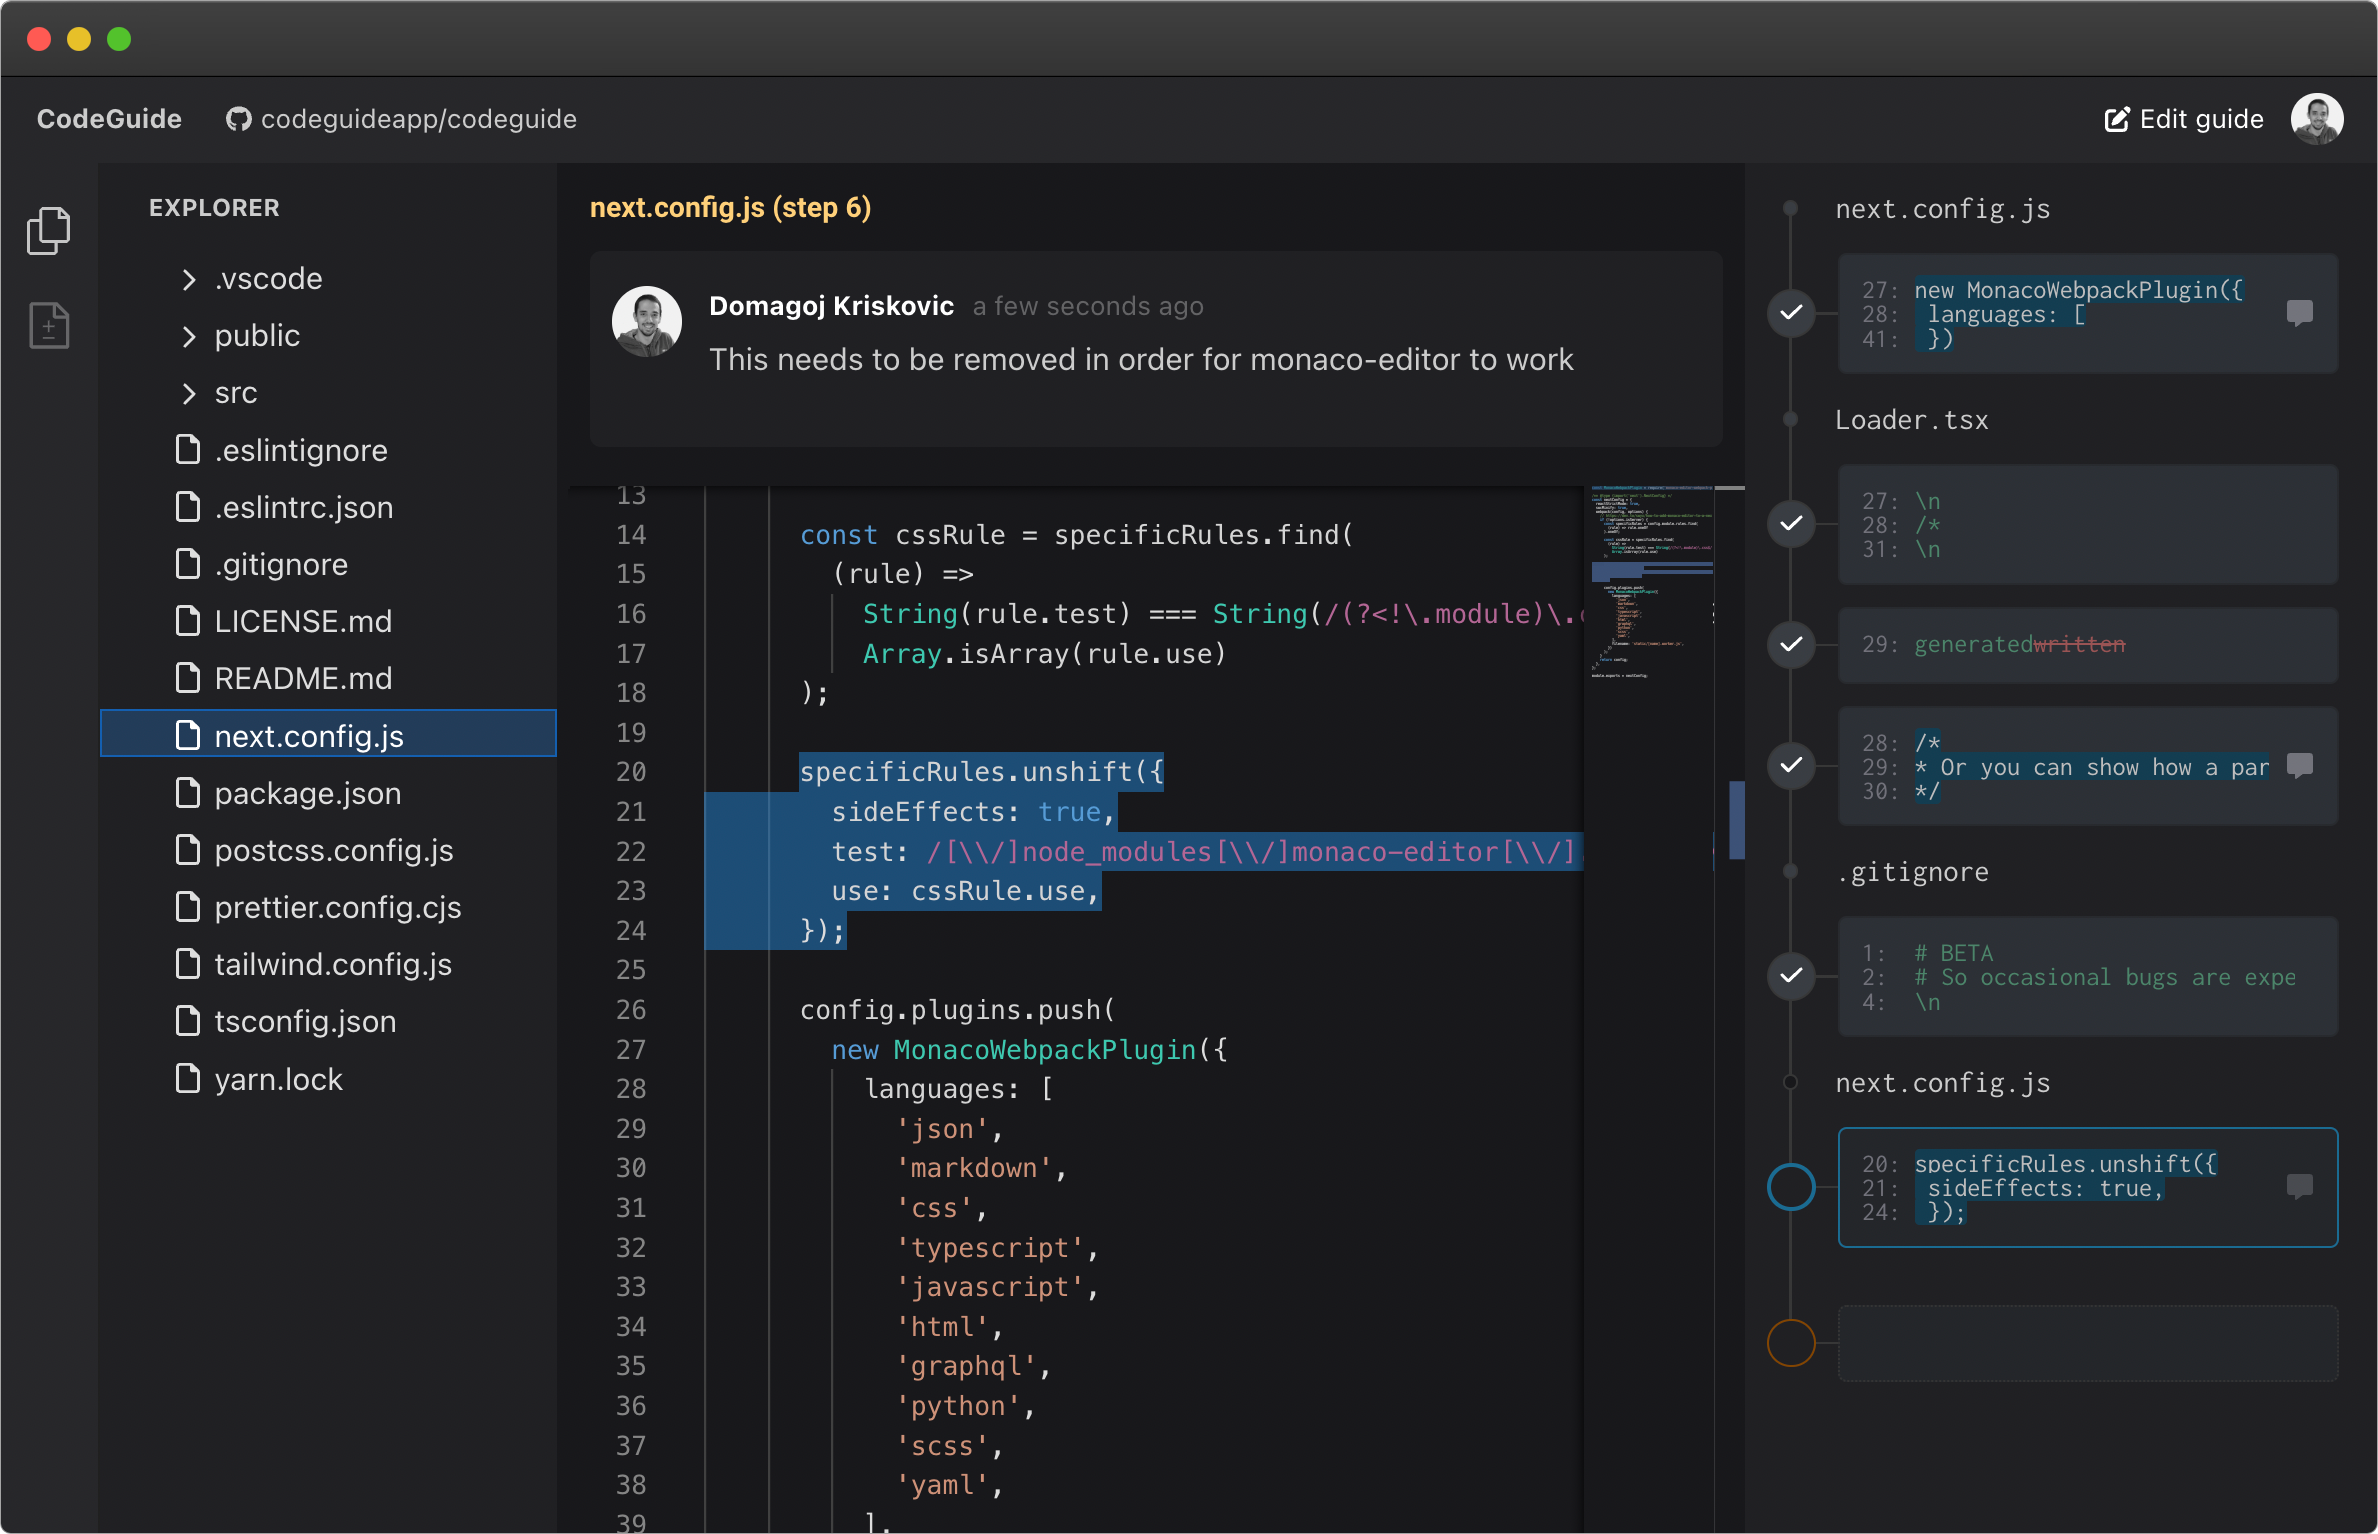 CodeGuide
codeguideapp/codeguide
Edit guide
EXPLORER
.vscode
public
src
.eslintignore
.eslintrc.json
.gitignore
LICENSE.md
README.md
next.config.js
package.json
postcss.config.js
prettier.config.cjs
tailwind.config.js
tsconfig.json
yarn.lock
next.config.js (step 6)
Domagoj Kriskovic a few seconds ago
This needs to be removed in order for monaco-editor to work
13
14 const cssRule = specificRules.find(
15 (rule) =>
16 String(rule.test) === String(/(?<!\.module)\.
17 Array.isArray(rule.use)
18 );
19
20 specificRules.unshift({
21 sideEffects: true,
22 test: /[\\/]node_modules[\\/]monaco-editor[\\/]
23 use: cssRule.use,
24 });
25
26 config.plugins.push(
27 new MonacoWebpackPlugin({
28 languages: [
29 'json',
30 'markdown',
31 'css',
32 'typescript',
33 'javascript',
34 'html',
35 'graphql',
36 'python',
37 'scss',
38 'yaml',
39 ],
next.config.js
27: new MonacoWebpackPlugin({
28: languages: [
41: })
Loader.tsx
27: \n
28: /*
31: \n
29: generatedwritten
28: /*
29: * Or you can show how a par
30: */
.gitignore
1: # BETA
2: # So occasional bugs are expe
4: \n
next.config.js
20: specificRules.unshift({
21: sideEffects: true,
24: });